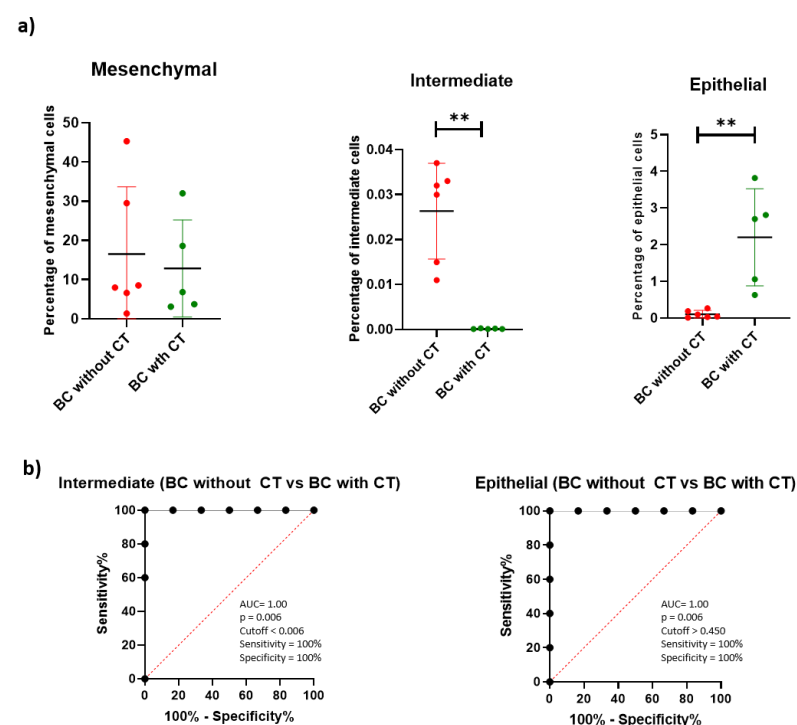 a)
Mesenchymal
Intermediate
Epithelial
Percentage of mesenchymal cells
50
40
30
20
10
0
BC without CT
BC wth CT
Percentage of intermediate cells
0.04
0.03
0.02
0.01
0.00
**
BC without CT
BC with CT
Percentage of epithelial cells
5
4
3
2
1
0
**
BC without CT
BC with CT
b)
Intermediate (BC without CT vs BC with CT)
Sensitivity%
100
80
60
40
20
0
AUC= 1.00
p = 0.006
Cutoff < 0.006
Sensitivity = 100%
Specificity = 100%
0 20 40 60 80 100
100% - Specificity%
Epithelial (BC without CT vs BC with CT)
Sensitivity%
100
80
60
40
20
0
AUC= 1.00
p = 0.006
Cutoff > 0.450
Sensitivity = 100%
Specificity = 100%
0 20 40 60 80 100
100% - Specificity%